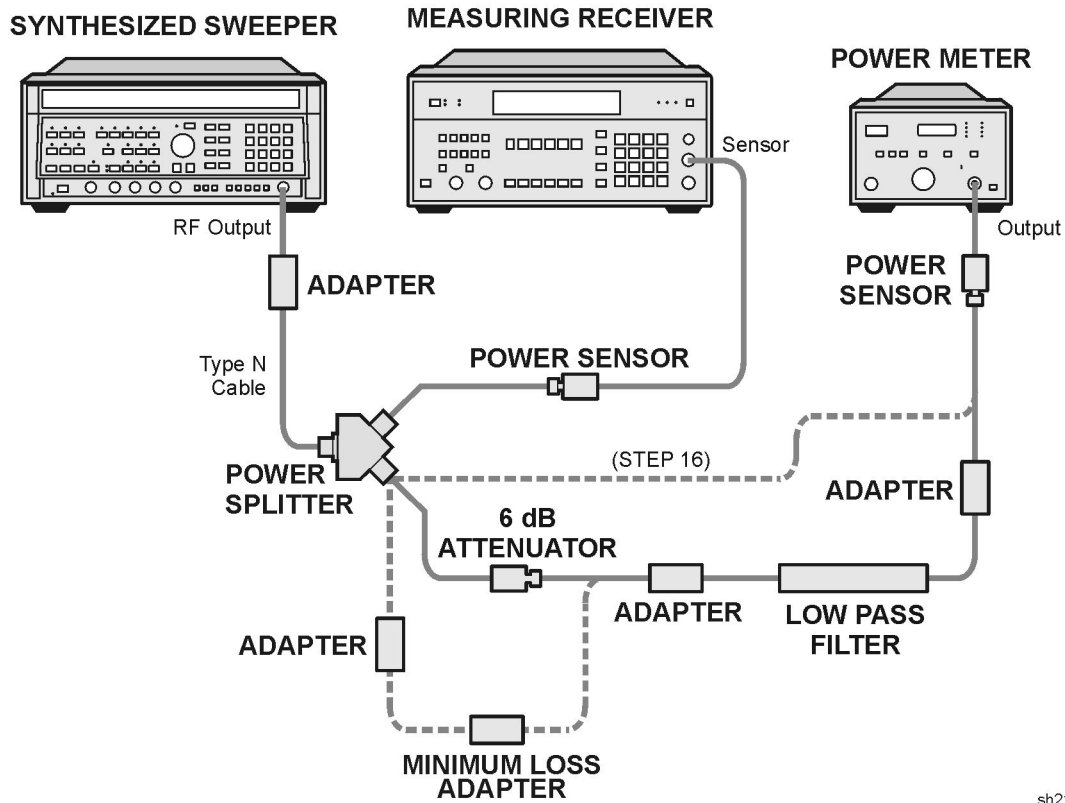 SYNTHESIZED SWEEPER
MEASURING RECEIVER
POWER METER
Sensor
RF Output
Output
ADAPTER
POWER
SENSOR
Type N
Cable
POWER SENSOR
(STEP 16)
POWER
SPLITTER
ADAPTER
6 dB
ATTENUATOR
ADAPTER
LOW PASS
FILTER
ADAPTER
MINIMUM LOSS
ADAPTER